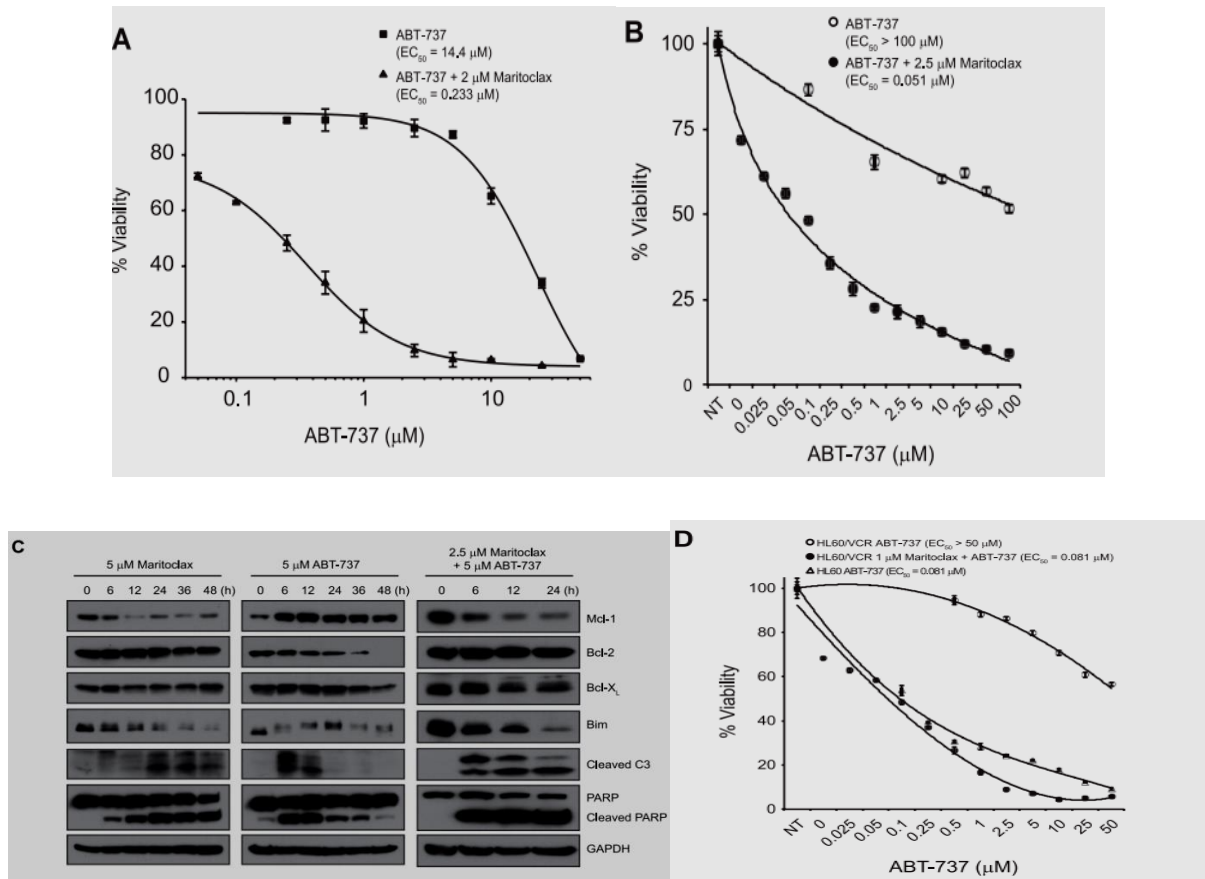 A
ABT-737
(EC50 = 14.4 μM)
ABT-737 + 2 μM Maritoclax
(EC50 = 0.233 μM)
100
80
60
40
20
0
% Viability
0.1 1 10
ABT-737 (μM)
B
ABT-737
(EC50 > 100 μM)
ABT-737 + 2.5 μM Maritoclax
(EC50 = 0.051 μM)
100
75
50
25
0
% Viability
NT 0 0.025 0.05 0.1 0.25 0.5 1 2.5 5 10 25 50 100
ABT-737 (μM)
C
5 μM Maritoclax
0 6 12 24 36 48 (h)
5 μM ABT-737
0 6 12 24 36 48 (h)
2.5 μM Maritoclax
+ 5 μM ABT-737
0 6 12 24 (h)
Mcl-1
Bcl-2
Bcl-XL
Bim
Cleaved C3
PARP
Cleaved PARP
GAPDH
D
HL60/VCR ABT-737 (EC50 > 50 μM)
HL60/VCR 1 μM Maritoclax + ABT-737 (EC50 = 0.081 μM)
HL60 ABT-737 (EC50 = 0.081 μM)
100
80
60
40
20
0
% Viability
NT 0 0.025 0.05 0.1 0.25 0.5 1 2.5 5 10 25 50
ABT-737 (μM)